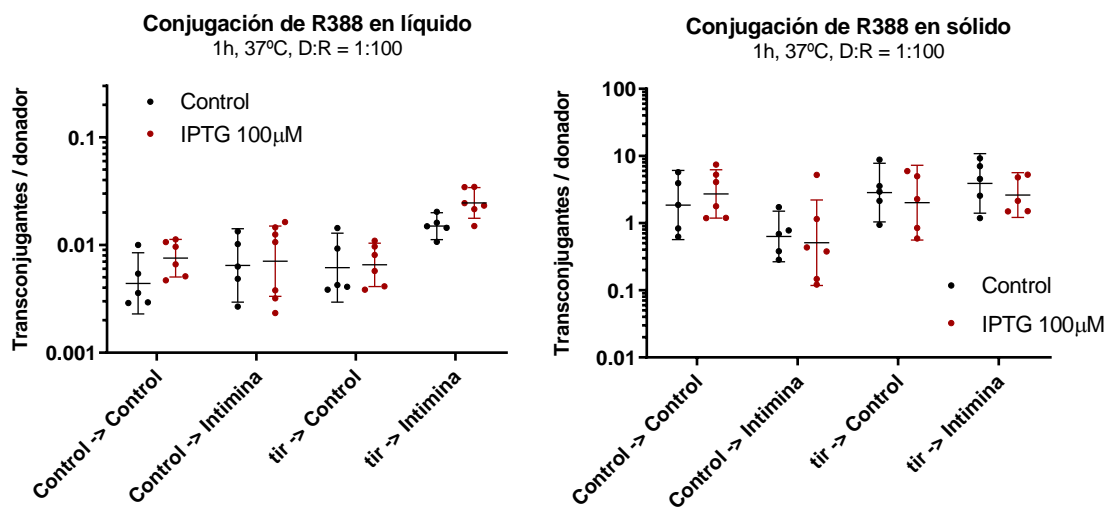 Conjugación de R388 en líquido
1h, 37ºC, D:R = 1:100
Transconjugantes / donador
Control
IPTG 100μM
0.1
0.01
0.001
Control -> Control
Control -> Intimina
tir -> Control
tir -> Intimina
Conjugación de R388 en sólido
1h, 37ºC, D:R = 1:100
Transconjugantes / donador
100
10
1
0.1
0.01
Control
IPTG 100μM
Control -> Control
Control -> Intimina
tir -> Control
tir -> Intimina